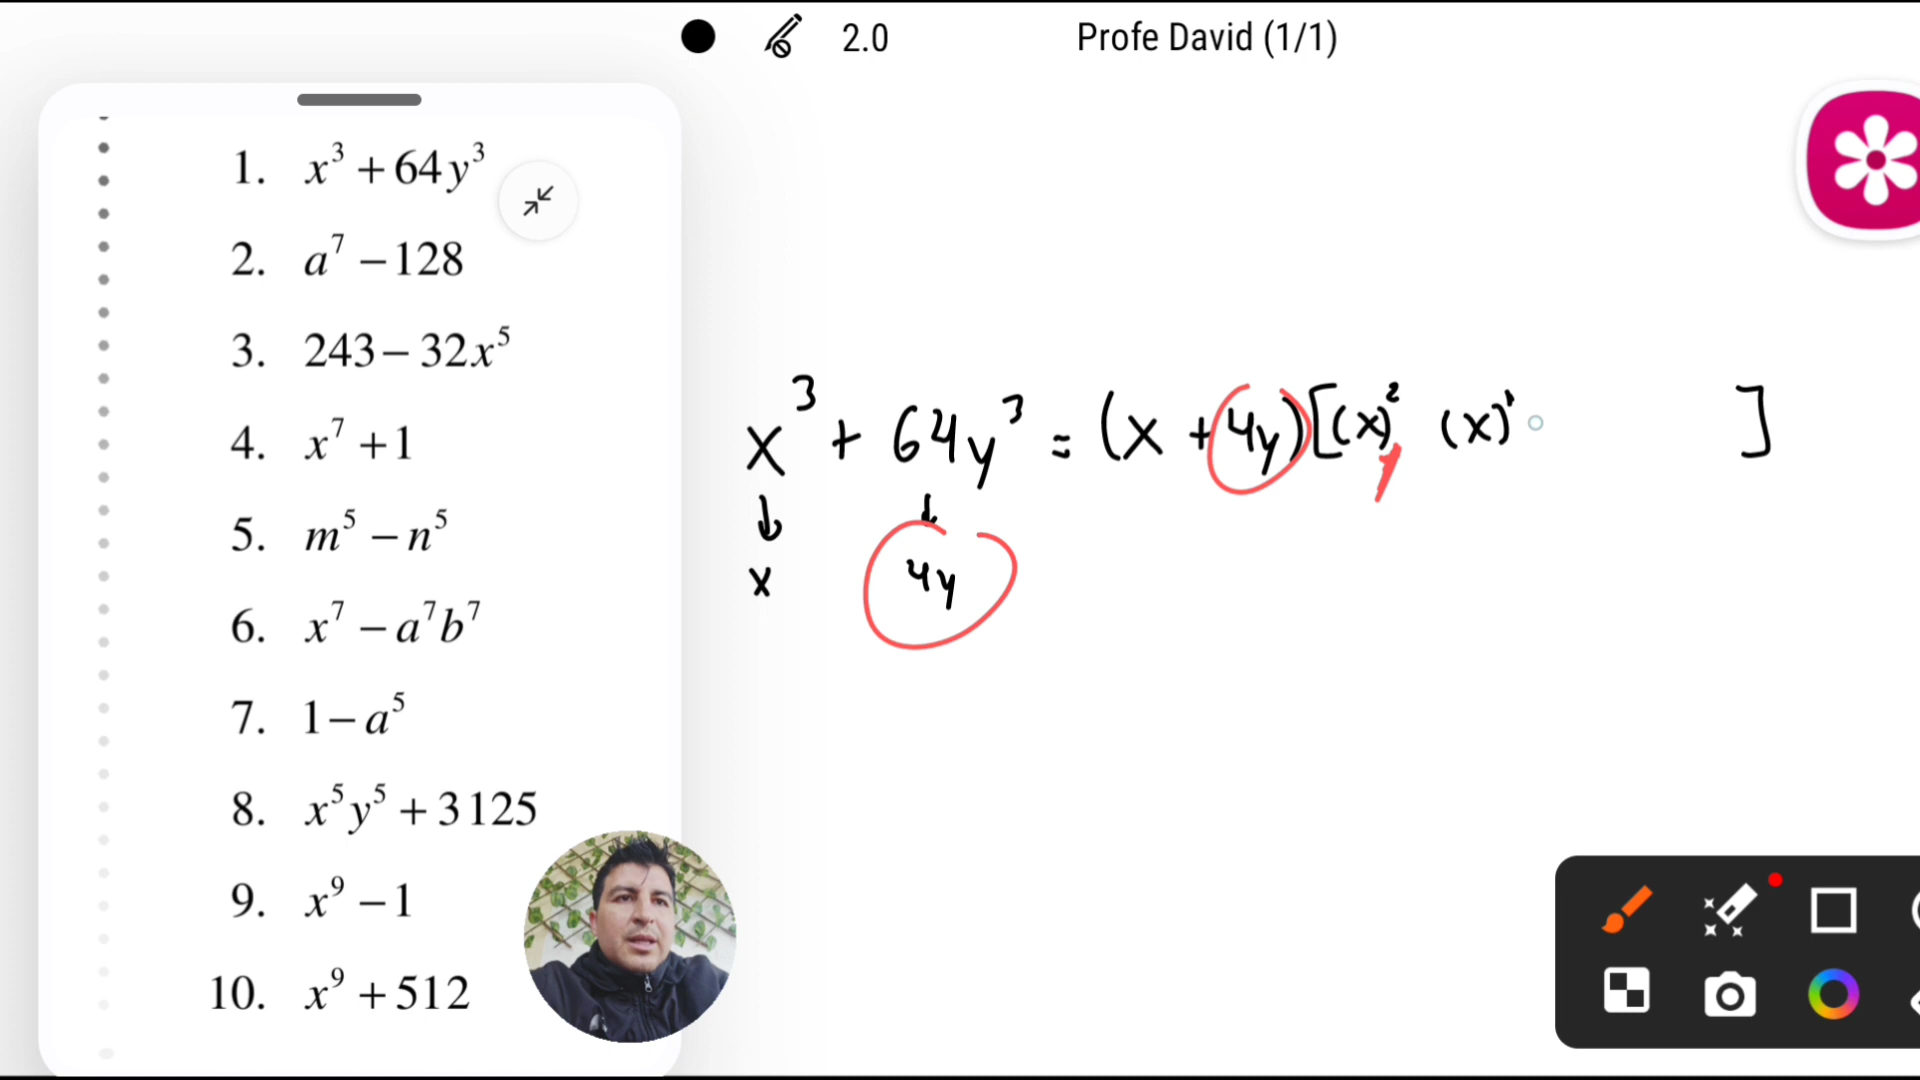 2.0 Profe David (1/1)
1. x³ + 64y³
2. a⁷ − 128
3. 243 − 32x⁵
4. x⁷ + 1
5. m⁵ − n⁵
6. x⁷ − a⁷b⁷
7. 1 − a⁵
8. x⁵y⁵ + 3125
9. x⁹ − 1
10. x⁹ + 512
x³ + 64y³ = (x + 4y)[(x)² (x)¹ ]
↓ ↓
x 4y